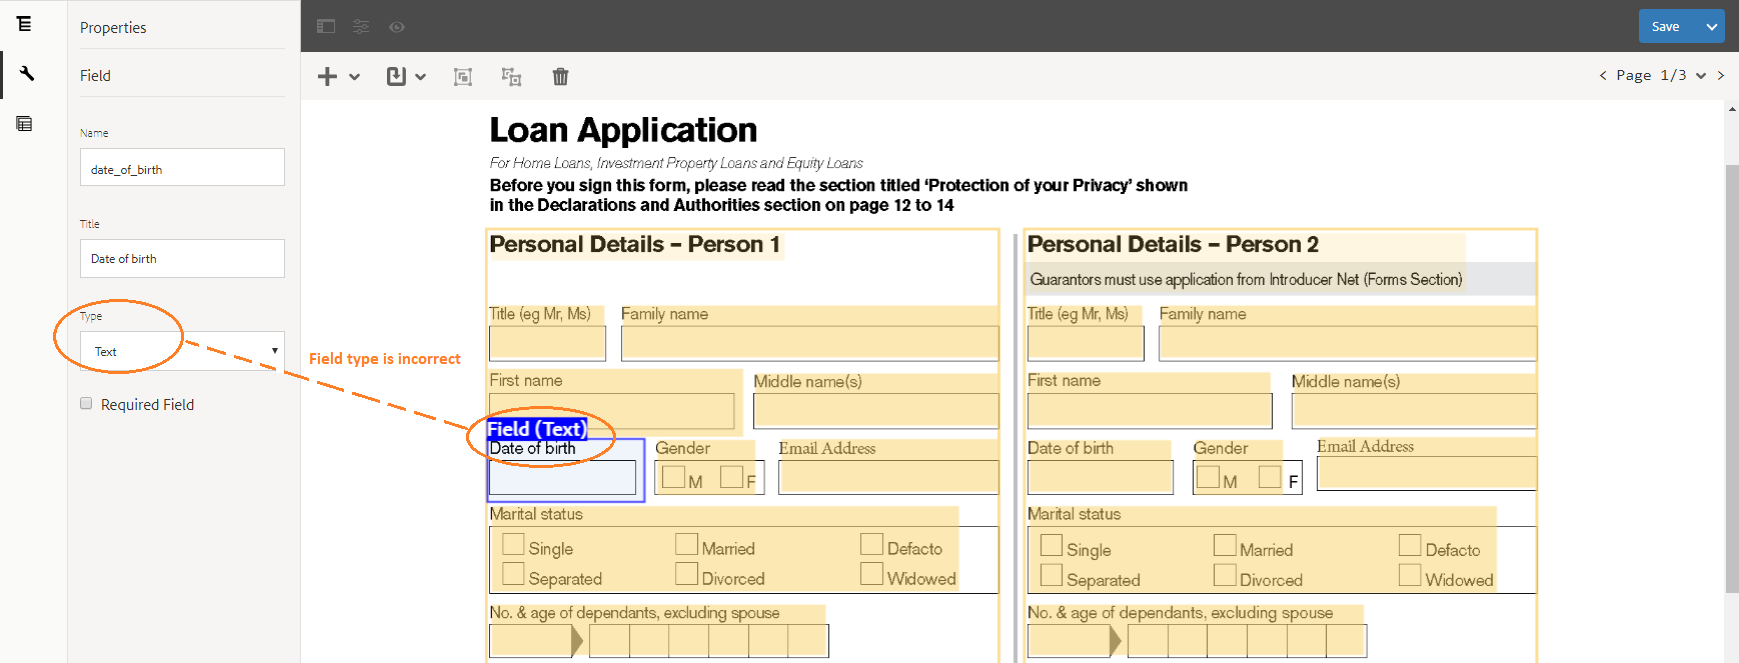 Properties
Field
Name
date_of_birth
Title
Date of birth
Type
Text
Required Field
Save
Page 1/3
Field type is incorrect
Loan Application
For Home Loans, Investment Property Loans and Equity Loans
Before you sign this form, please read the section titled ‘Protection of your Privacy’ shown
in the Declarations and Authorities section on page 12 to 14
Personal Details – Person 1
Title (eg Mr, Ms) Family name
First name Middle name(s)
Field (Text)
Date of birth Gender Email Address
M F
Marital status
Single Married Defacto
Separated Divorced Widowed
No. & age of dependants, excluding spouse
Personal Details – Person 2
Guarantors must use application from Introducer Net (Forms Section)
Title (eg Mr, Ms) Family name
First name Middle name(s)
Date of birth Gender Email Address
M F
Marital status
Single Married Defacto
Separated Divorced Widowed
No. & age of dependants, excluding spouse